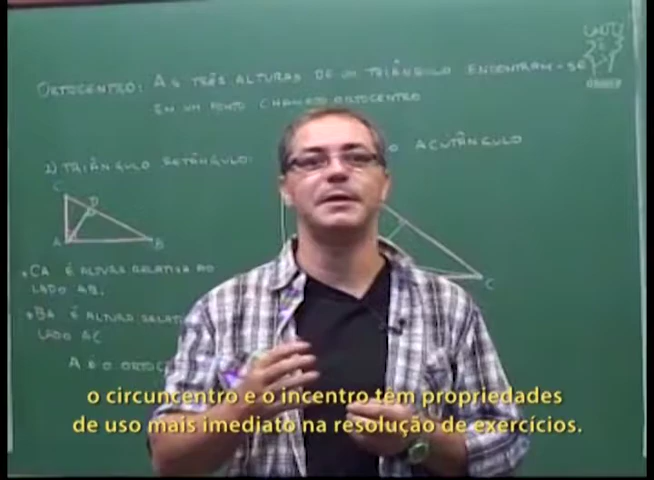 ORTOCENTRO: AS TRÊS ALTURAS DE UM TRIÂNGULO ENCONTRAM-SE
EM UM PONTO CHAMADO ORTOCENTRO
1) TRIÂNGULO RETÂNGULO:
O ACUTÂNGULO
C
D
A
B
C
• CA É ALTURA RELATIVA AO
LADO AB.
• BA É ALTURA RELATI
LADO AC
A É O ORTOC
o circuncentro e o incentro têm propriedades
de uso mais imediato na resolução de exercícios.